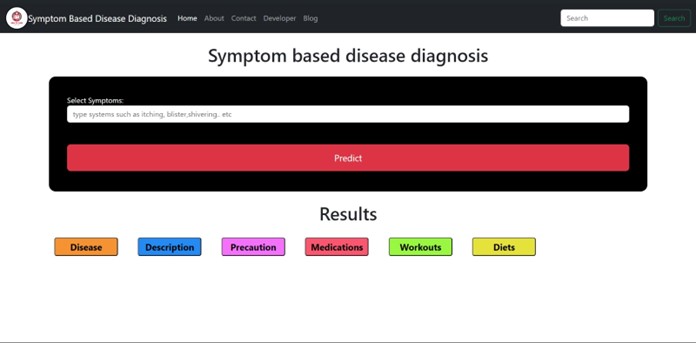 Symptom Based Disease Diagnosis Home About Contact Developer Blog Search Search
Symptom based disease diagnosis
Select Symptoms:
type systems such as itching, blister,shivering.. etc
Predict
Results
Disease Description Precaution Medications Workouts Diets